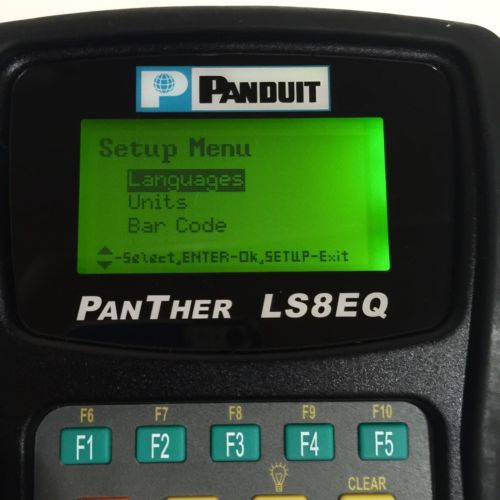 P PANDUIT
Setup Menu
Languages
Units
Bar Code
-Select,ENTER-Ok,SETUP-Exit
PANTHER LS8EQ
F6 F7 F8 F9 F10
F1 F2 F3 F4 F5
CLEAR